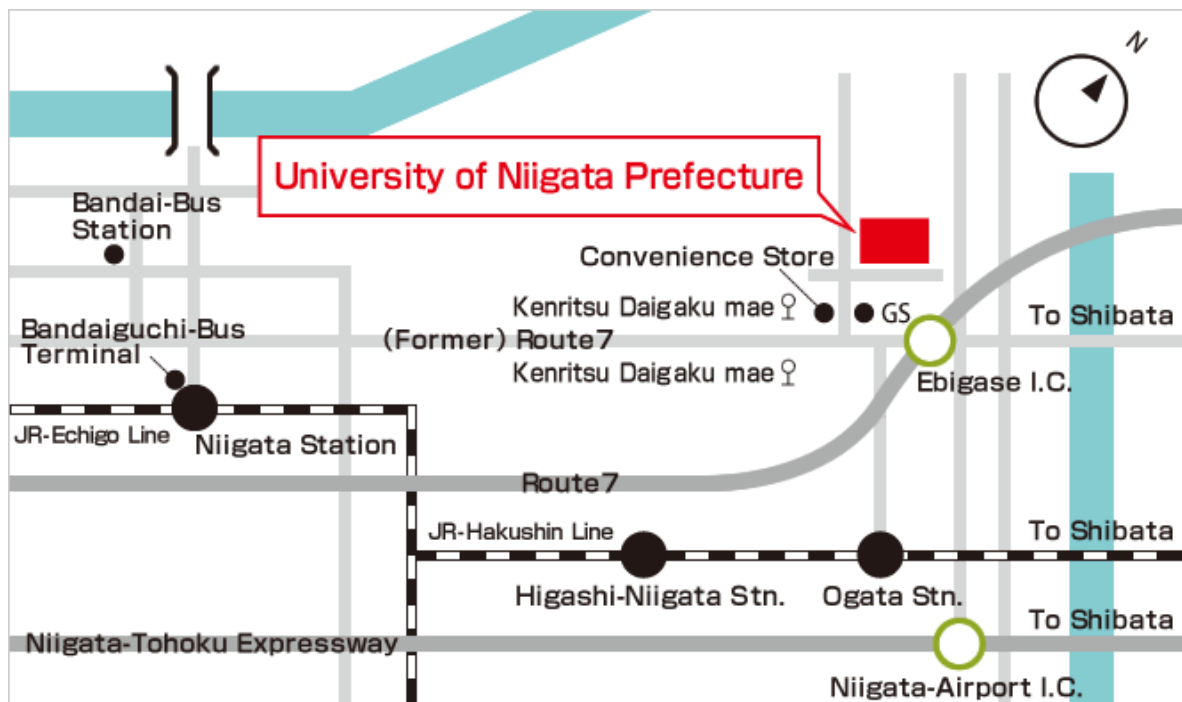 N
University of Niigata Prefecture
Bandai-Bus
Station
Convenience Store
Kenritsu Daigaku mae
GS
To Shibata
Bandaiguchi-Bus
Terminal
(Former) Route7
Kenritsu Daigaku mae
Ebigase I.C.
JR-Echigo Line
Niigata Station
Route7
JR-Hakushin Line
To Shibata
Higashi-Niigata Stn.
Ogata Stn.
To Shibata
Niigata-Tohoku Expressway
Niigata-Airport I.C.